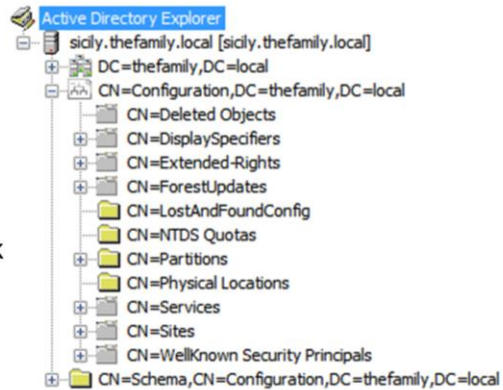 Active Directory Explorer
sicily.thefamily.local [sicily.thefamily.local]
DC=thefamily,DC=local
CN=Configuration,DC=thefamily,DC=local
CN=Deleted Objects
CN=DisplaySpecifiers
CN=Extended-Rights
CN=ForestUpdates
CN=LostAndFoundConfig
CN=NTDS Quotas
CN=Partitions
CN=Physical Locations
CN=Services
CN=Sites
CN=WellKnown Security Principals
CN=Schema,CN=Configuration,DC=thefamily,DC=local